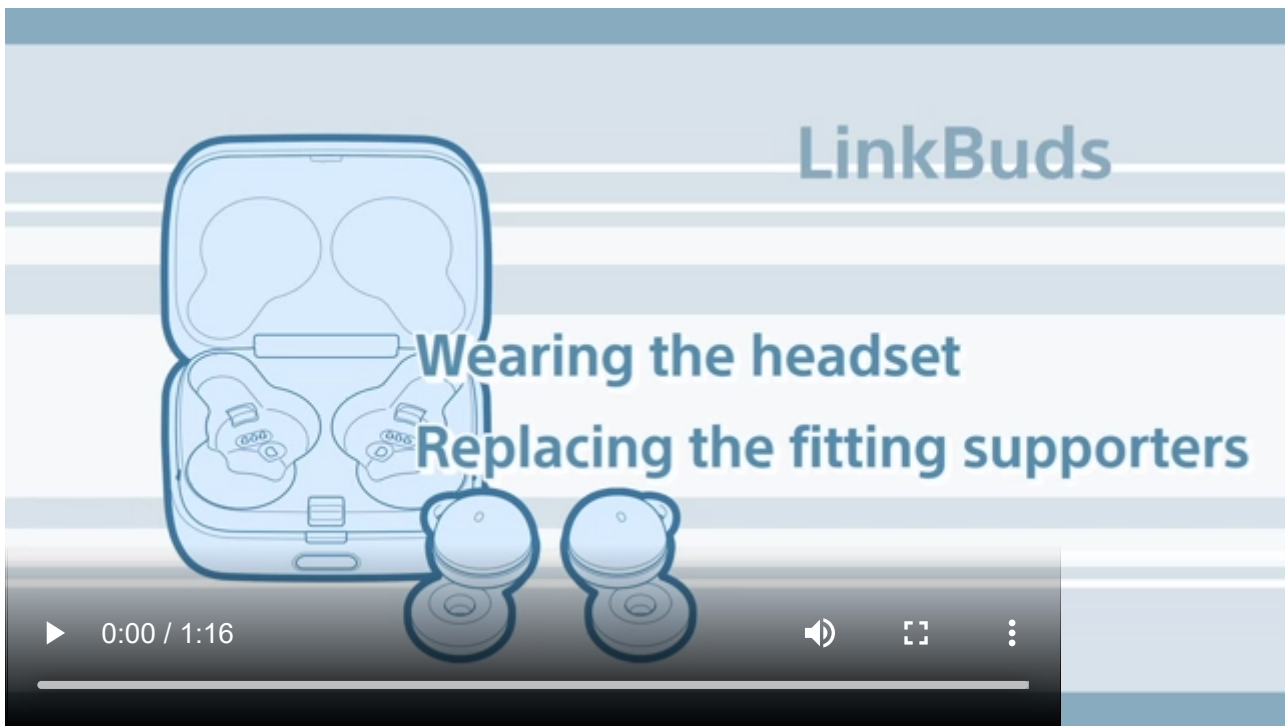 LinkBuds
Wearing the headset
Replacing the fitting supporters
0:00 / 1:16